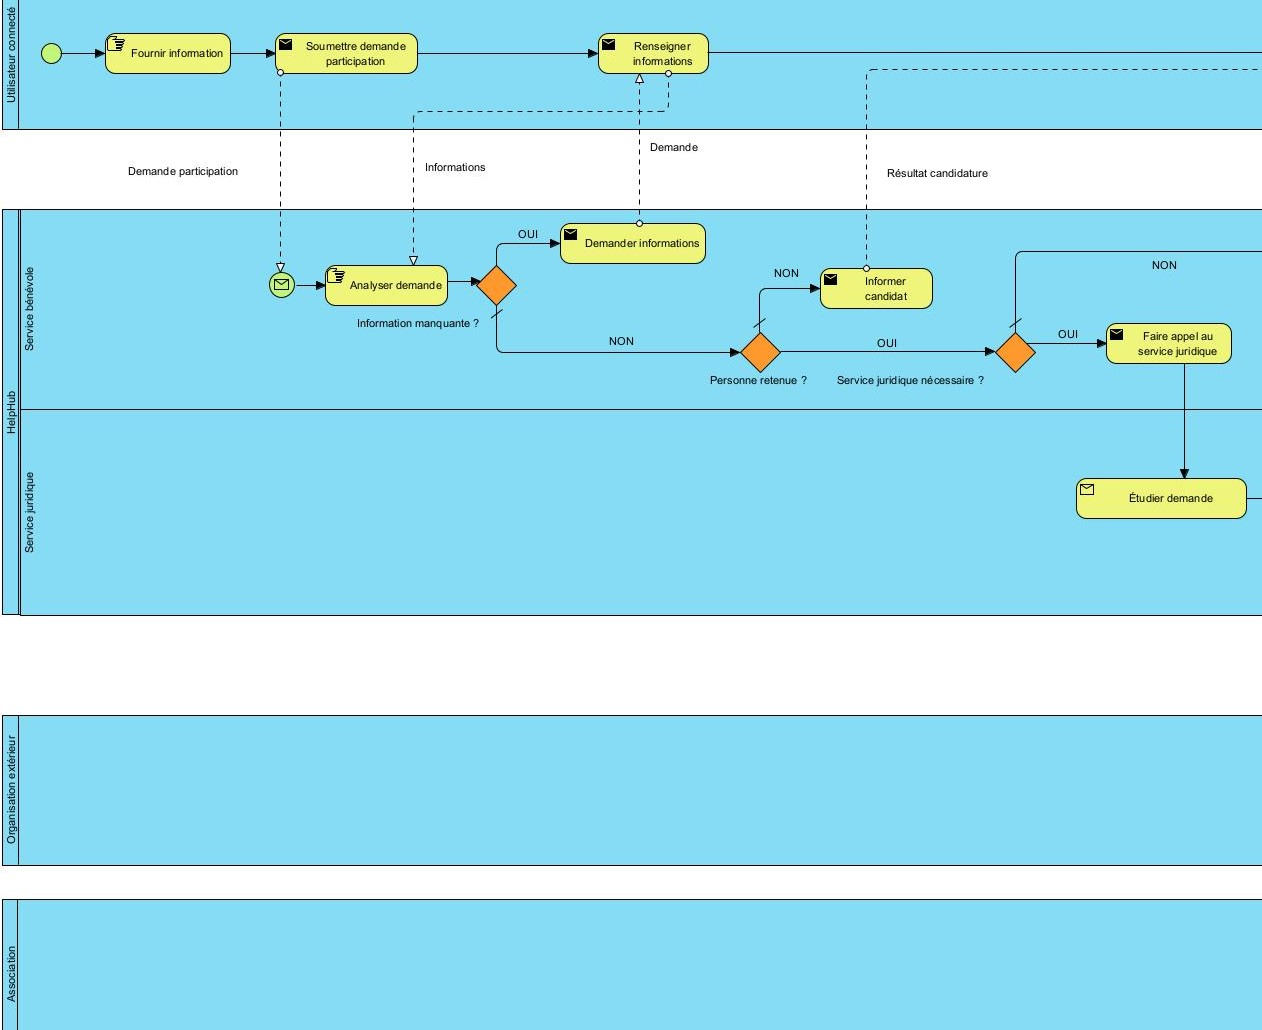 Utilisateur connecté
Fournir information
Soumettre demande
participation
Renseigner
informations
Demande participation
Informations
Demande
Résultat candidature
HelpHub
Service bénévole
Analyser demande
Information manquante ?
OUI
Demander informations
NON
Personne retenue ?
NON
Informer
candidat
OUI
Service juridique nécessaire ?
NON
OUI
Faire appel au
service juridique
Service juridique
Étudier demande
Organisation extérieur
Association